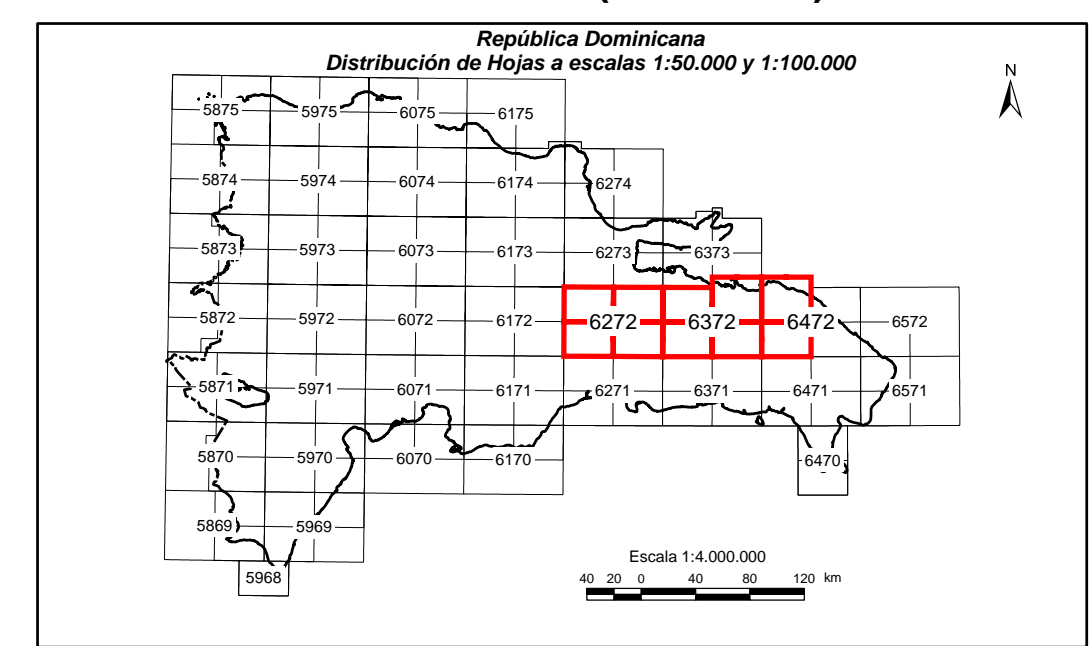 República Dominicana
Distribución de Hojas a escalas 1:50.000 y 1:100.000
N
5875 5975 6075 6175
5874 5974 6074 6174 6274
5873 5973 6073 6173 6273 6373
5872 5972 6072 6172 6272 6372 6472 6572
5871 5971 6071 6171 6271 6371 6471 6571
5870 5970 6070 6170 6470
5869 5969
5968
Escala 1:4.000.000
40 20 0 40 80 120 km